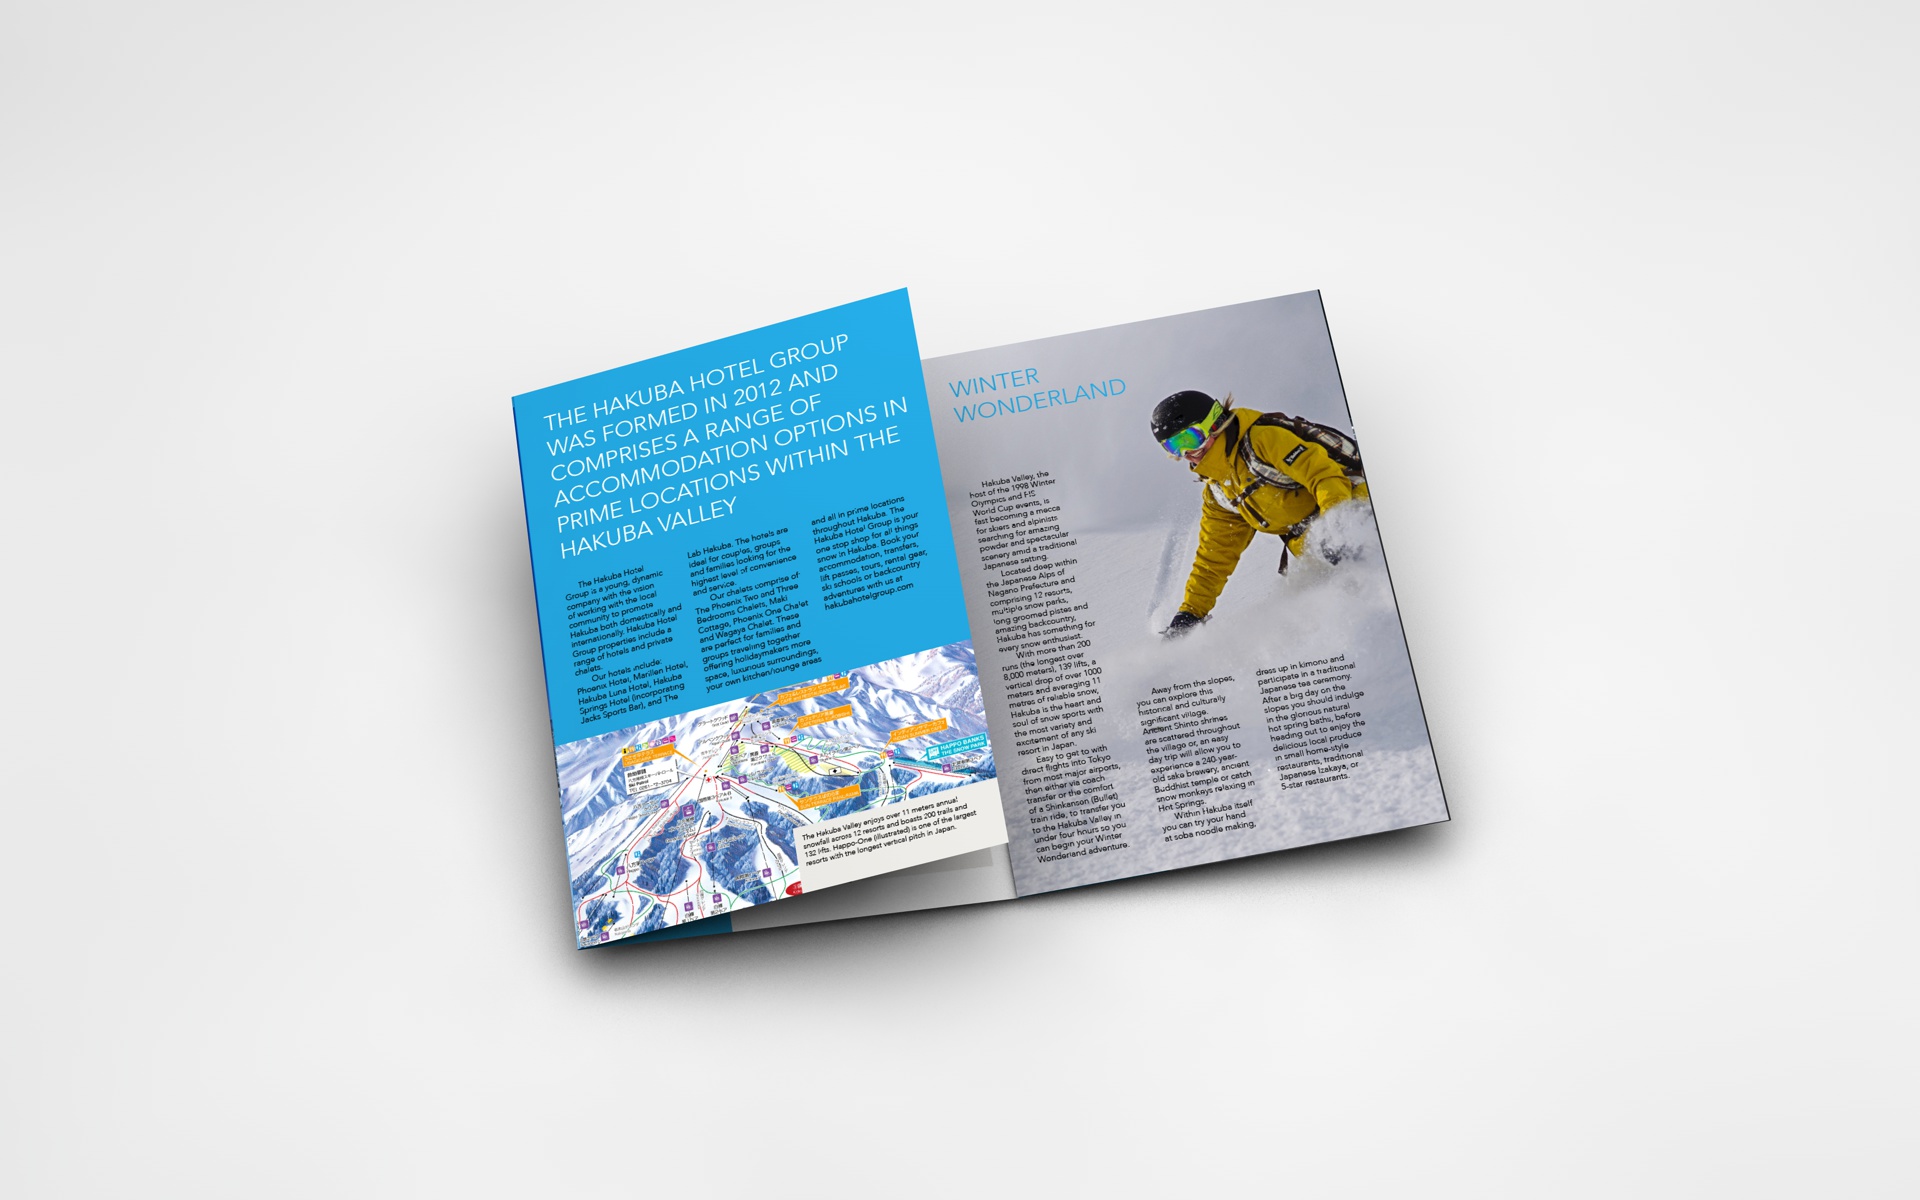 THE HAKUBA HOTEL GROUP
WAS FORMED IN 2012 AND
COMPRISES A RANGE OF
ACCOMMODATION OPTIONS IN
PRIME LOCATIONS WITHIN THE
HAKUBA VALLEY
The Hakuba Hotel
Group is a young, dynamic
company with the vision
of working with the local
community to promote
Hakuba both domestically and
internationally. Hakuba Hotel
Group properties include a
range of hotels and private
chalets.
Our hotels include:
Phoenix Hotel, Marillen Hotel,
Hakuba Luna Hotel, Hakuba
Springs Hotel (incorporating
Jacks Sports Bar), and The
Lab Hakuba. The hotels are
ideal for couples, groups
and families looking for the
highest level of convenience
and service.
Our chalets comprise of
The Phoenix Two and Three
Bedrooms Chalets, Maki
Cottage, Phoenix One Chalet
and Wagaya Chalet. These
are perfect for families and
groups travelling together
offering holidaymakers more
space, luxurious surroundings,
your own kitchen/lounge areas
and all in prime locations
throughout Hakuba. The
Hakuba Hotel Group is your
one stop shop for all things
snow in Hakuba. Book your
accommodation, transfers,
lift passes, tours, rental gear,
ski schools or backcountry
adventures with us at
hakubahotelgroup.com
HAPPO BANKS
THE SNOW PARK
The Hakuba Valley enjoys over 11 meters annual
snowfall across 12 resorts and boasts 200 trails and
132 lifts. Happo-One (illustrated) is one of the largest
resorts with the longest vertical pitch in Japan.
WINTER
WONDERLAND
Hakuba Valley, the
host of the 1998 Winter
Olympics and FIS
World Cup events, is
fast becoming a mecca
for skiers and alpinists
searching for amazing
powder and spectacular
scenery amid a traditional
Japanese setting.
Located deep within
the Japanese Alps of
Nagano Prefecture and
comprising 12 resorts,
multiple snow parks,
long groomed pistes and
amazing backcountry,
Hakuba has something for
every snow enthusiast.
With more than 200
runs (the longest over
8,000 meters), 139 lifts, a
vertical drop of over 1000
meters and averaging 11
metres of reliable snow,
Hakuba is the heart and
soul of snow sports with
the most variety and
excitement of any ski
resort in Japan.
Easy to get to with
direct flights into Tokyo
from most major airports,
then either via coach
transfer or the comfort
of a Shinkanson (Bullet)
train ride, to transfer you
to the Hakuba Valley in
under four hours so you
can begin your Winter
Wonderland adventure.
Away from the slopes,
you can explore this
historical and culturally
significant village.
Ancient Shinto shrines
are scattered throughout
the village or, an easy
day trip will allow you to
experience a 240-year-
old sake brewery, ancient
Buddhist temple or catch
snow monkeys relaxing in
Hot Springs.
Within Hakuba itself
you can try your hand
at soba noodle making,
dress up in kimono and
participate in a traditional
Japanese tea ceremony.
After a big day on the
slopes you should indulge
in the glorious natural
hot spring baths, before
heading out to enjoy the
delicious local produce
in small home-style
restaurants, traditional
Japanese Izakaya, or
5-star restaurants.